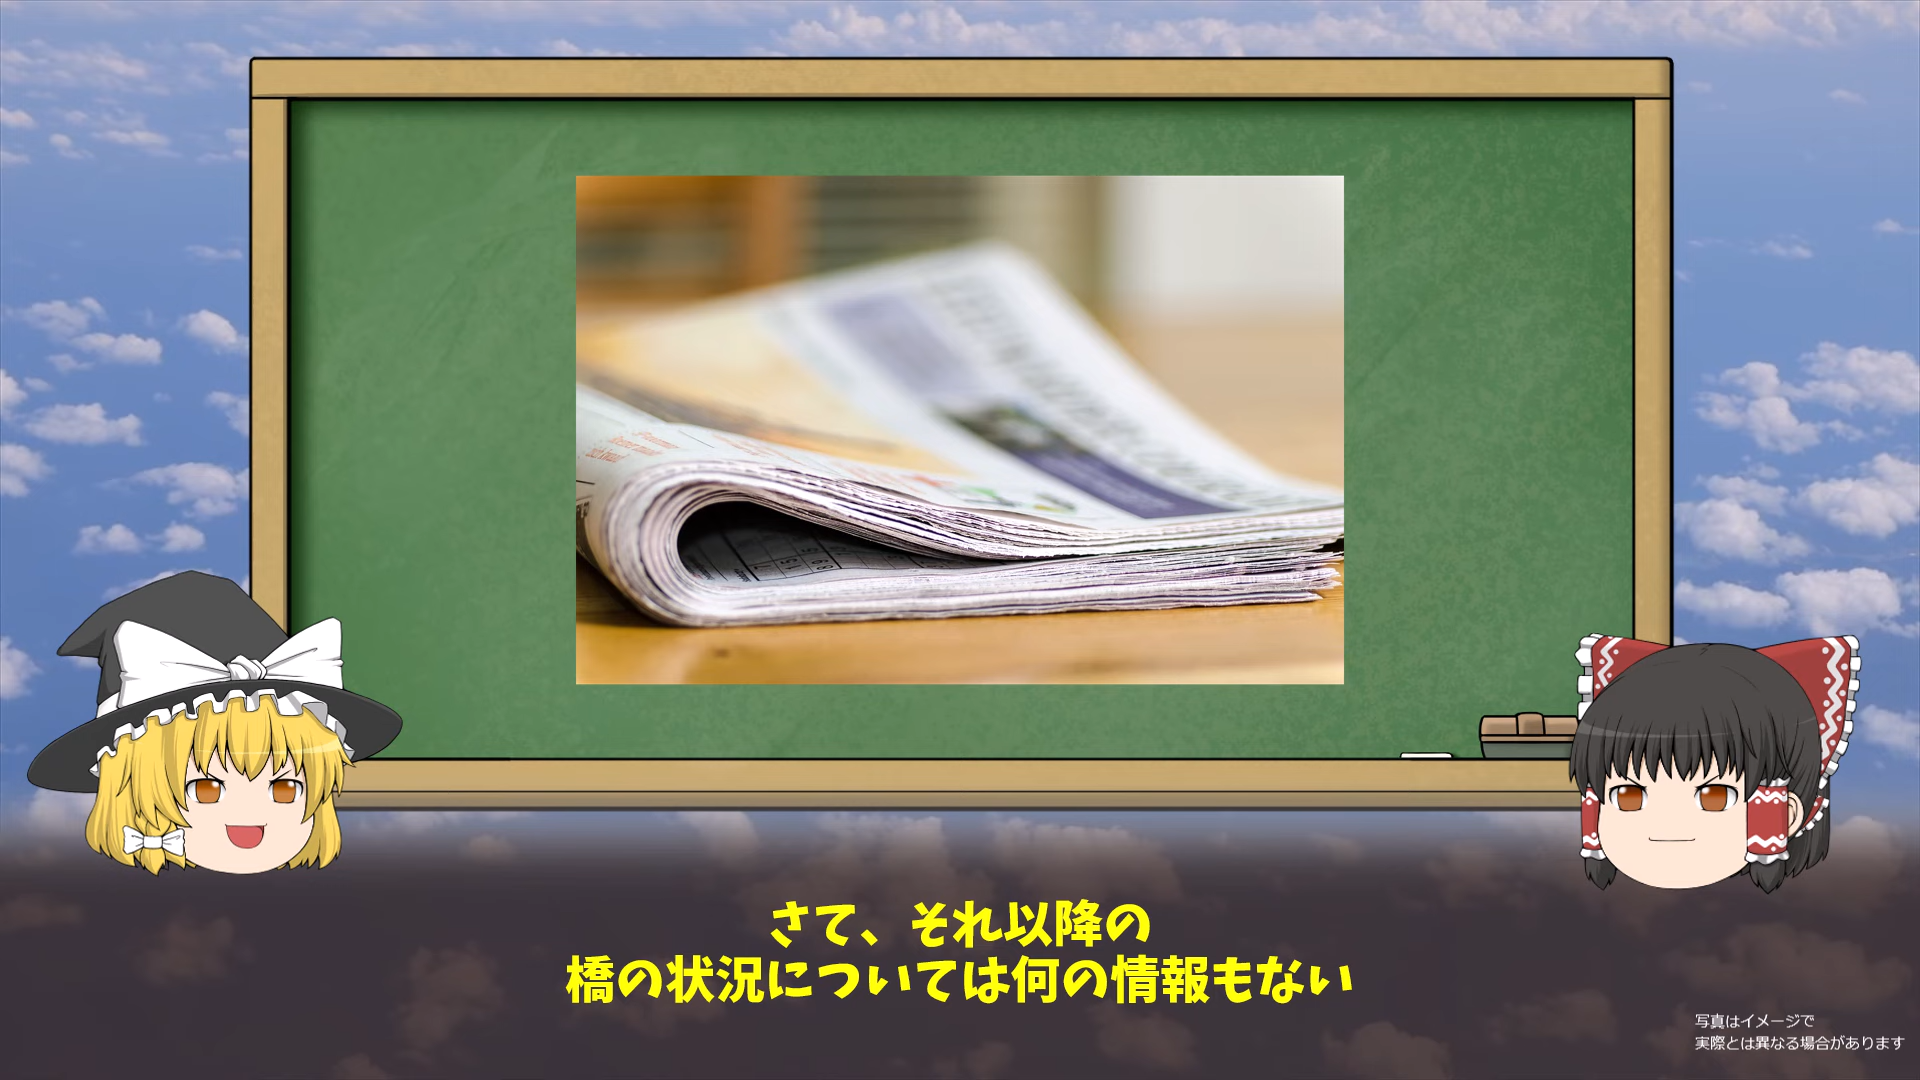 さて、それ以降の
橋の状況については何の情報もない
写真はイメージで
実際とは異なる場合があります